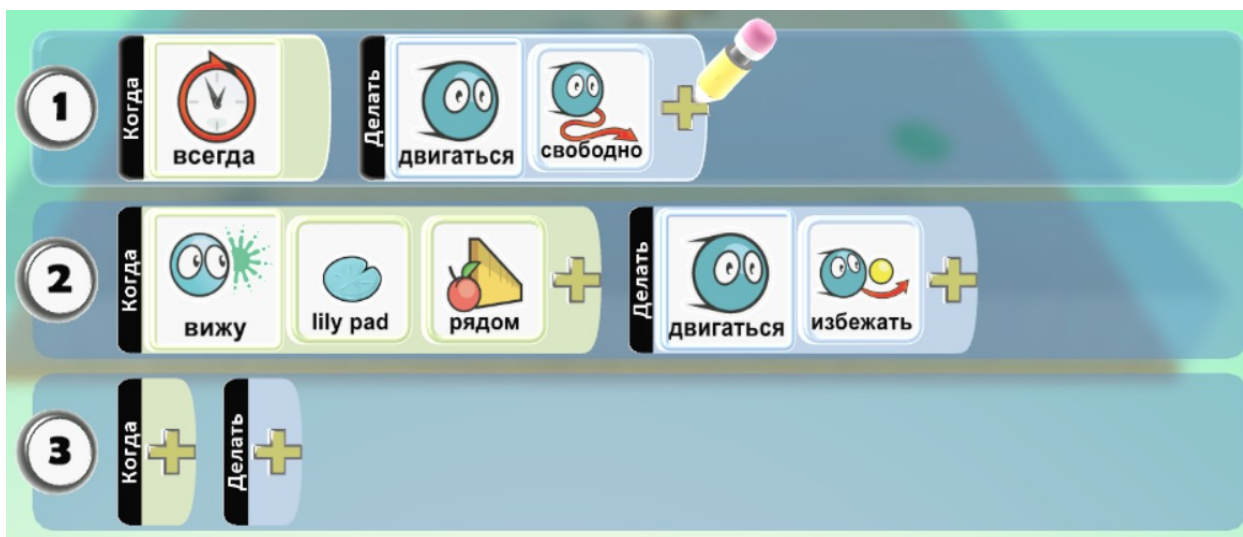 1
Когда
всегда
Делать
двигаться
свободно
2
Когда
вижу
lily pad
рядом
Делать
двигаться
избежать
3
Когда
Делать